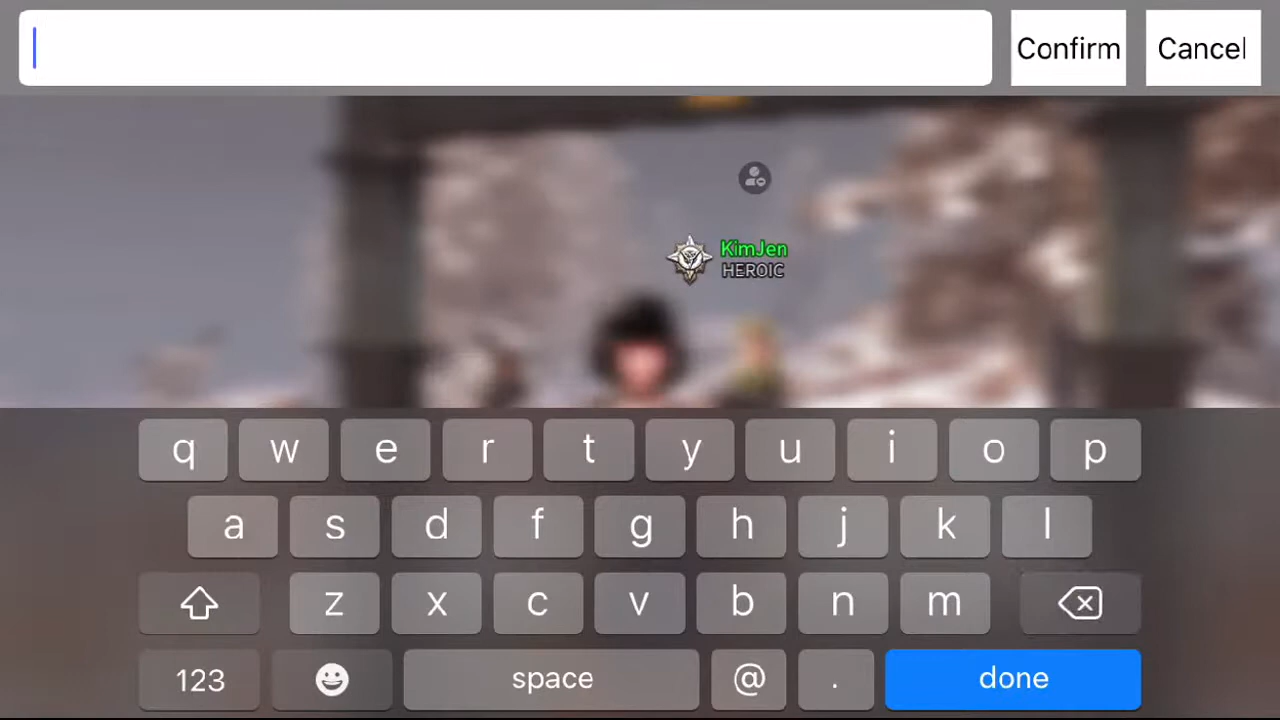 Confirm
Cancel
KimJen
HEROIC
q w e r t y u i o p
a s d f g h j k l
z x c v b n m
123 space @ . done